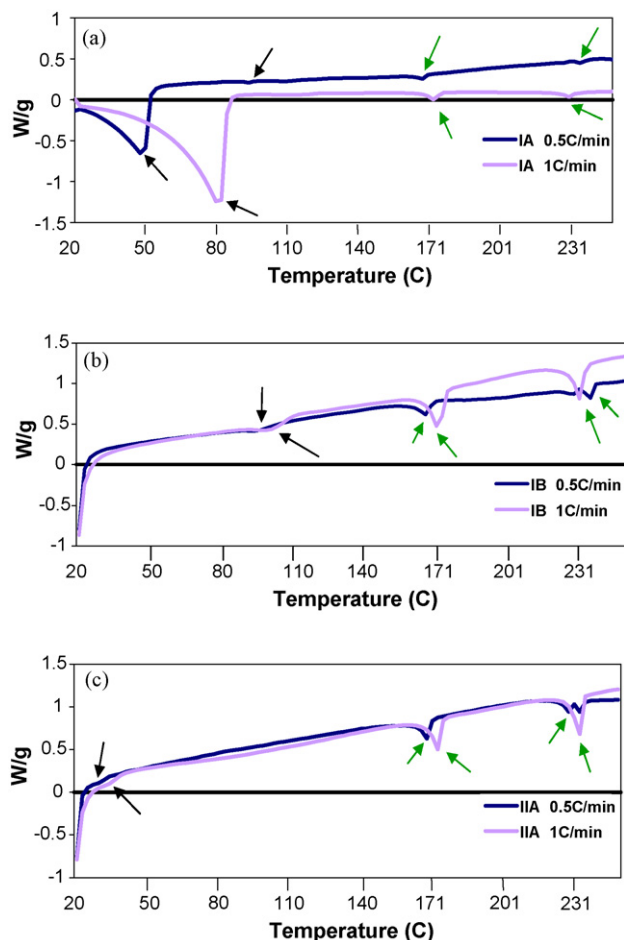 (a)
1
0.5
0
-0.5
-1
-1.5
W/g
IA 0.5C/min
IA 1C/min
20 50 80 110 140 171 201 231
Temperature (C)
(b)
1.5
1
0.5
0
-0.5
-1
W/g
IB 0.5C/min
IB 1C/min
20 50 80 110 140 171 201 231
Temperature (C)
(c)
1.5
1
0.5
0
-0.5
-1
W/g
IIA 0.5C/min
IIA 1C/min
20 50 80 110 140 171 201 231
Temperature (C)